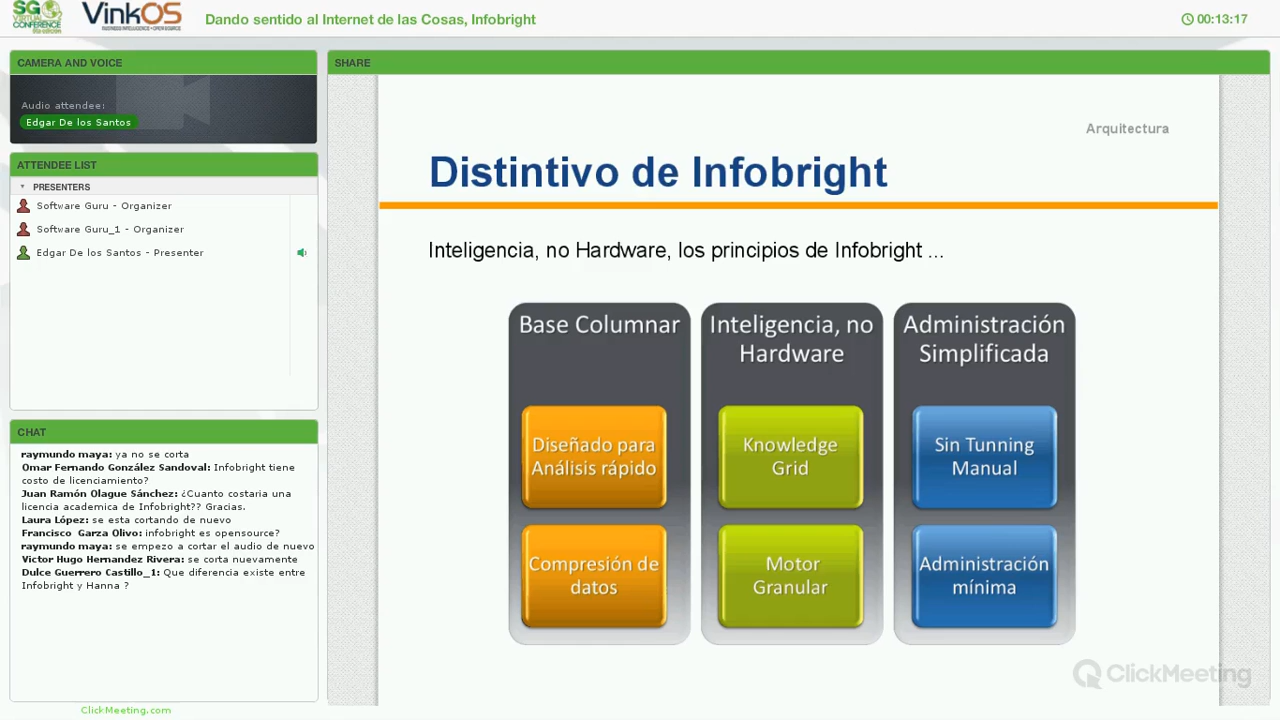 SG
VIRTUAL
CONFERENCE
VinkOS
Dando sentido al Internet de las Cosas, Infobright
00:13:17
CAMERA AND VOICE
Audio attendee:
Edgar De los Santos
ATTENDEE LIST
PRESENTERS
Software Guru - Organizer
Software Guru_1 - Organizer
Edgar De los Santos - Presenter
CHAT
raymundo maya: ya no se corta
Omar Fernando González Sandoval: Infobright tiene
costo de licenciamiento?
Juan Ramón Olague Sánchez: ¿Cuanto costaria una
licencia academica de Infobright?? Gracias.
Laura López: se esta cortando de nuevo
Francisco Garza Olivo: infobright es opensource?
raymundo maya: se empezo a cortar el audio de nuevo
Victor Hugo Hernandez Rivera: se corta nuevamente
Dulce Guerrero Castillo_1: Que diferencia existe entre
Infobright y Hanna ?
ClickMeeting.com
SHARE
Arquitectura
Distintivo de Infobright
Inteligencia, no Hardware, los principios de Infobright ...
Base Columnar
Diseñado para
Análisis rápido
Compresión de
datos
Inteligencia, no
Hardware
Knowledge
Grid
Motor
Granular
Administración
Simplificada
Sin Tunning
Manual
Administración
mínima
ClickMeeting